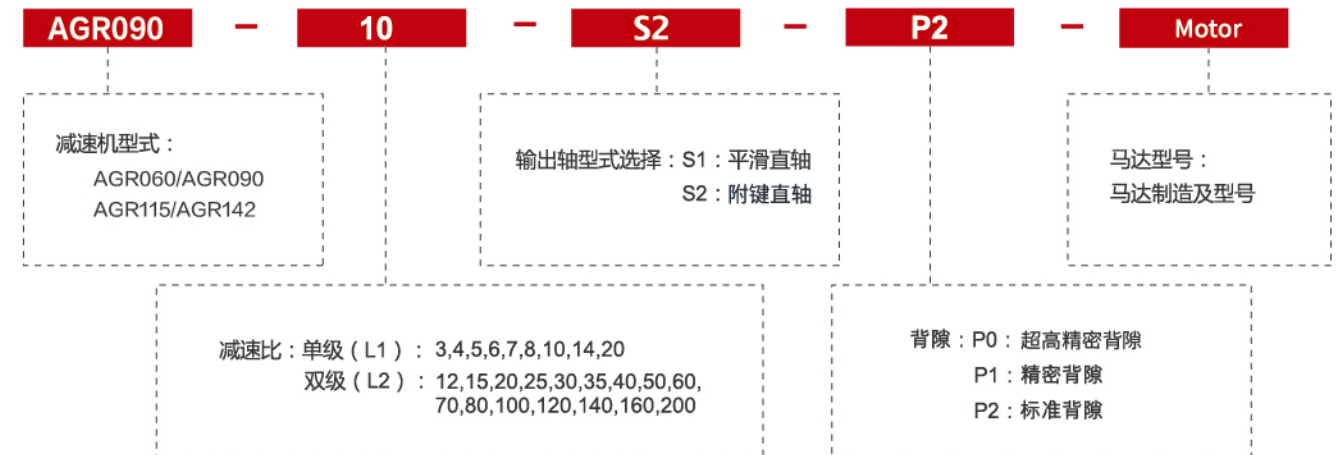 AGR090 - 10 - S2 - P2 - Motor
减速机型式：
AGR060/AGR090
AGR115/AGR142
输出轴型式选择：S1：平滑直轴
S2：附键直轴
马达型号：
马达制造及型号
减速比：单级（L1）：3,4,5,6,7,8,10,14,20
双级（L2）：12,15,20,25,30,35,40,50,60,
70,80,100,120,140,160,200
背隙：P0：超高精密背隙
P1：精密背隙
P2：标准背隙